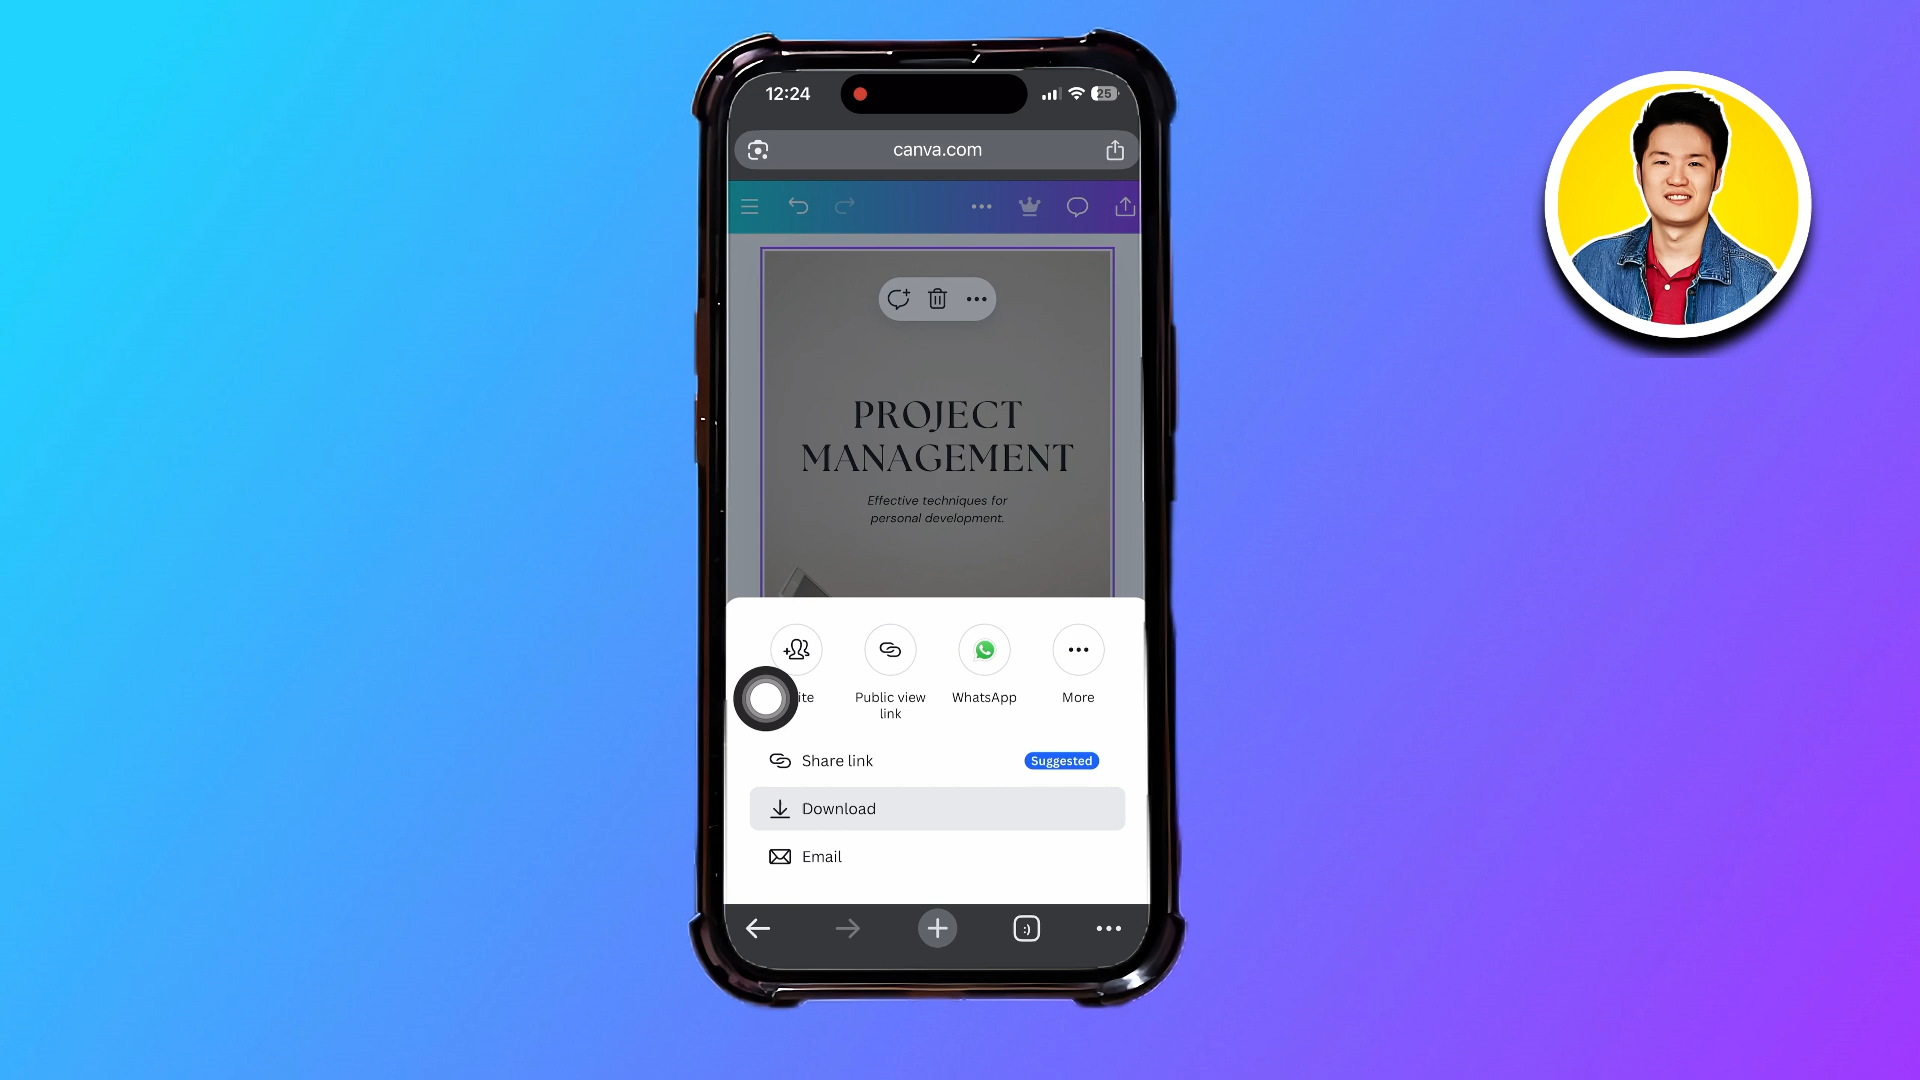 12:24
25
canva.com
PROJECT
MANAGEMENT
Effective techniques for
personal development.
ite
Public view
link
WhatsApp
More
Share link
Suggested
Download
Email
:)